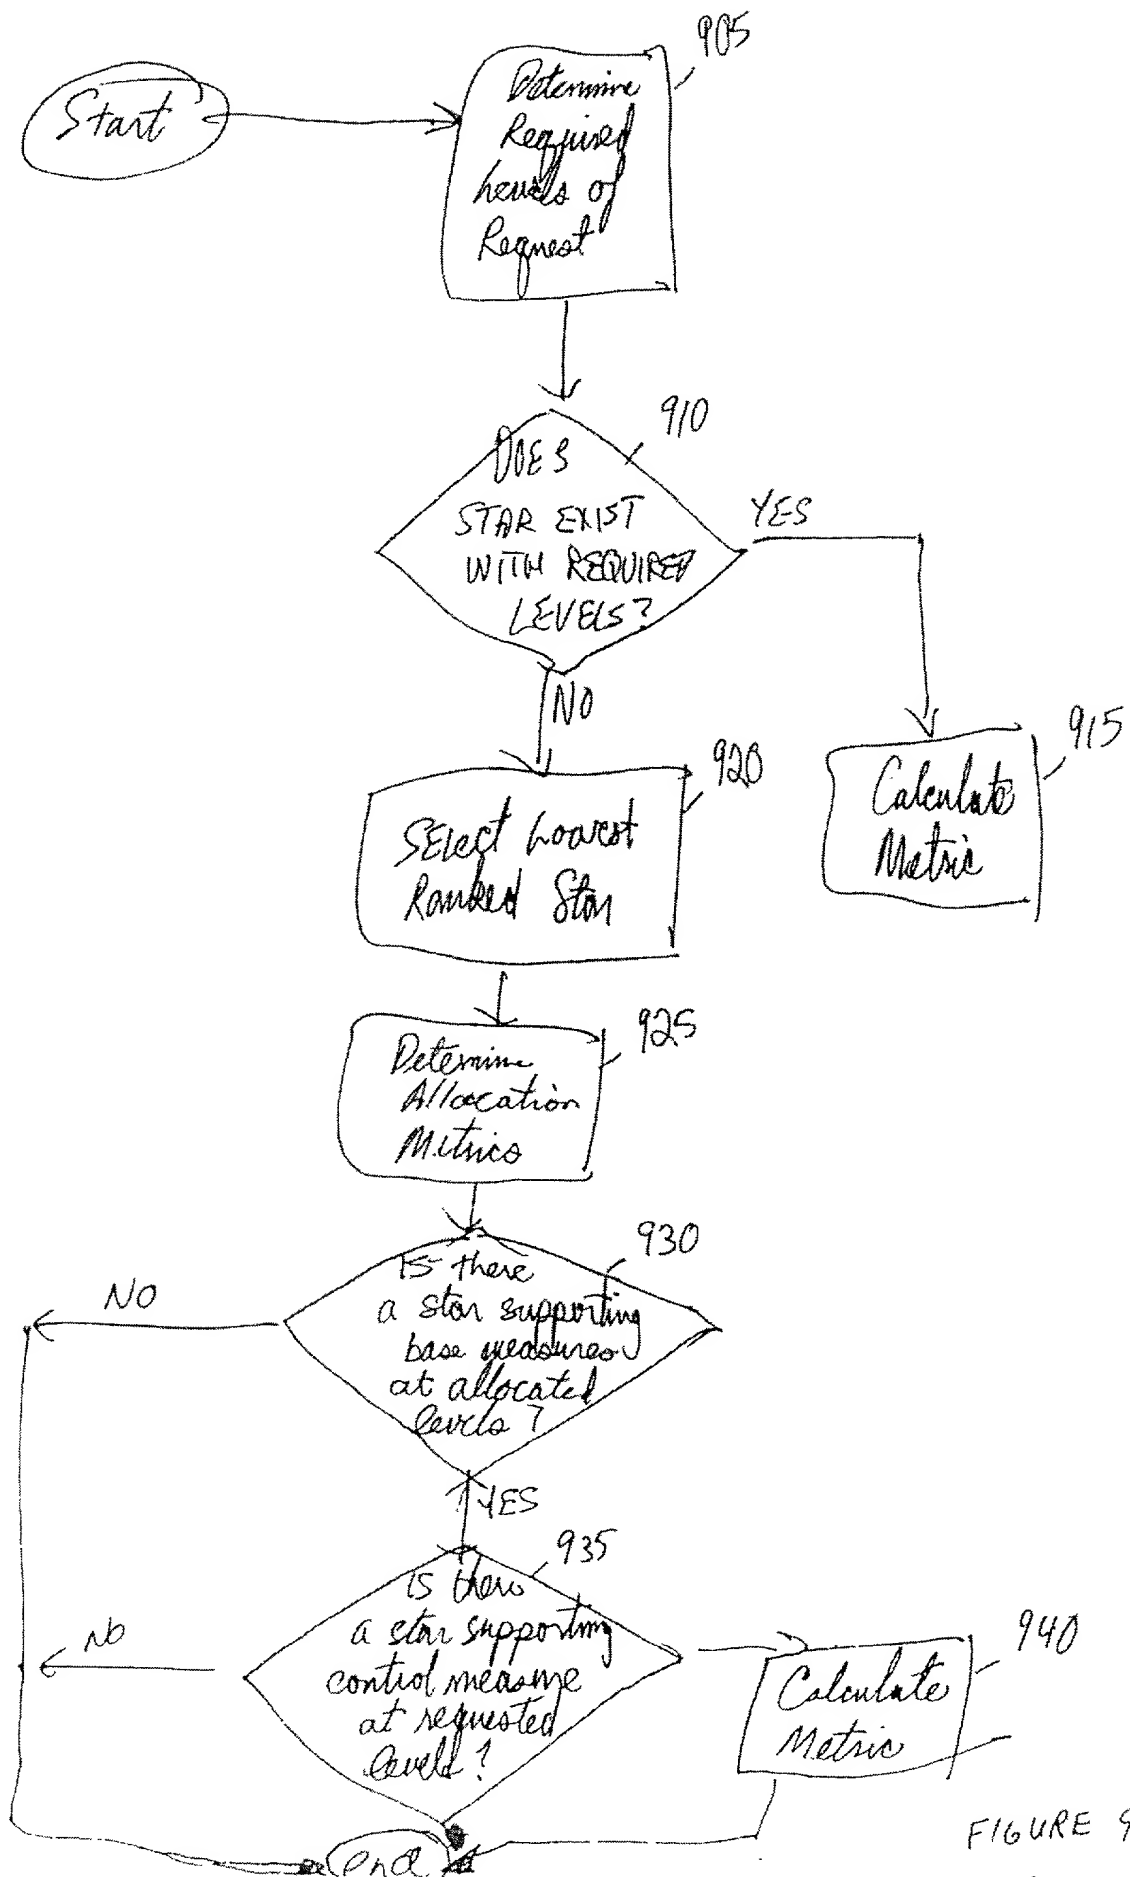 Start
905
Determine
Required
Levels of
Request
910
DOES
STAR EXIST
WITH REQUIRED
LEVELS?
YES
NO
915
Calculate
Metric
920
SElect Lowest
Ranked Star
925
Determine
Allocation
Metrics
930
IS there
a star supporting
base measures
at allocated
levels?
NO
YES
935
IS there
a star supporting
control measure
at requested
levels?
NO
940
Calculate
Metric
end
FIGURE 9